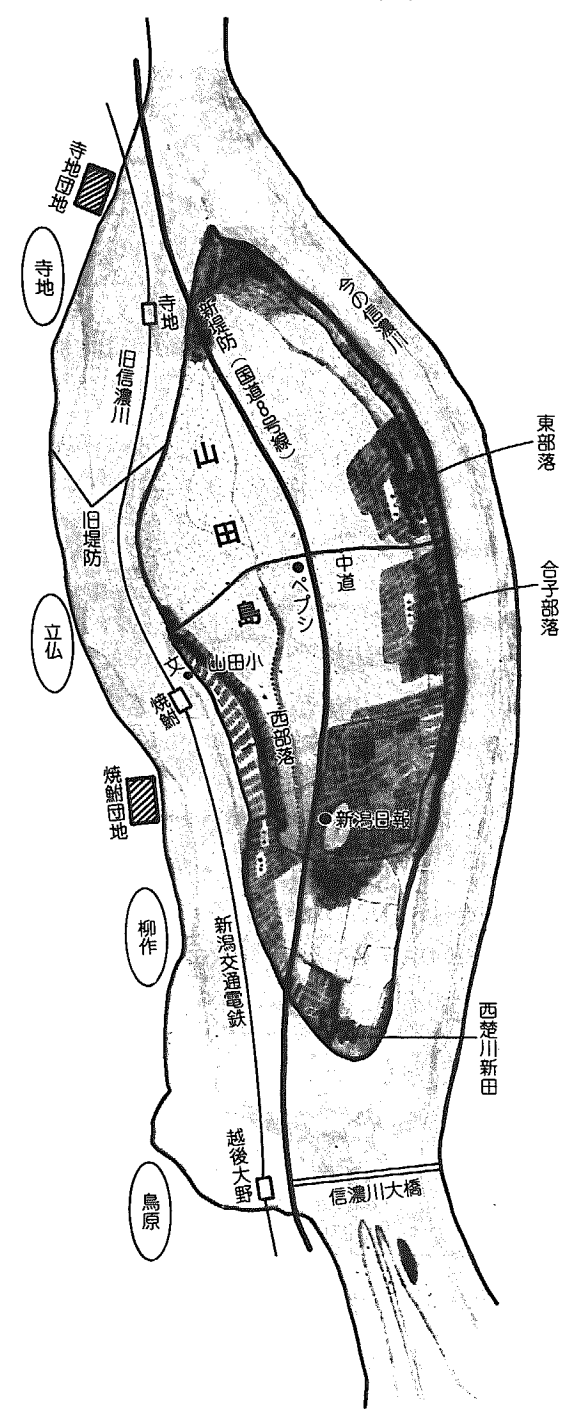 寺地団地
寺地
寺地
旧信濃川
新堤防(国道8号線)
今の信濃川
山田島
東部落
旧堤防
中道
ペプシ
合子部落
立仏
文
山田小
焼鮒
西部落
焼鮒団地
新潟日報
柳作
新潟交通電鉄
西楚川新田
越後大野
信濃川大橋
鳥原